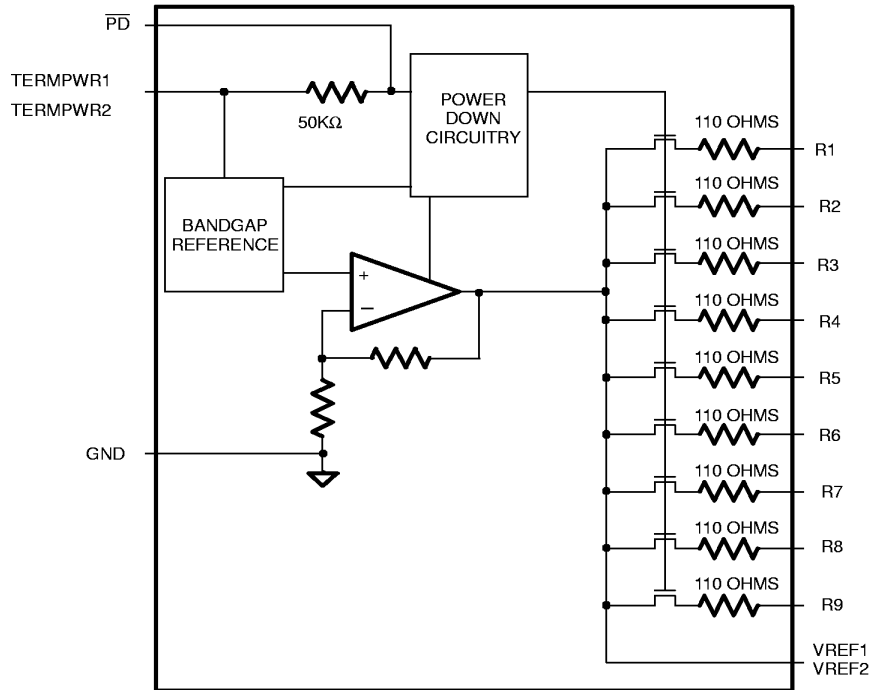 PD
TERMPWR1
TERMPWR2
50KΩ
POWER
DOWN
CIRCUITRY
BANDGAP
REFERENCE
+
−
GND
110 OHMS
R1
110 OHMS
R2
110 OHMS
R3
110 OHMS
R4
110 OHMS
R5
110 OHMS
R6
110 OHMS
R7
110 OHMS
R8
110 OHMS
R9
VREF1
VREF2